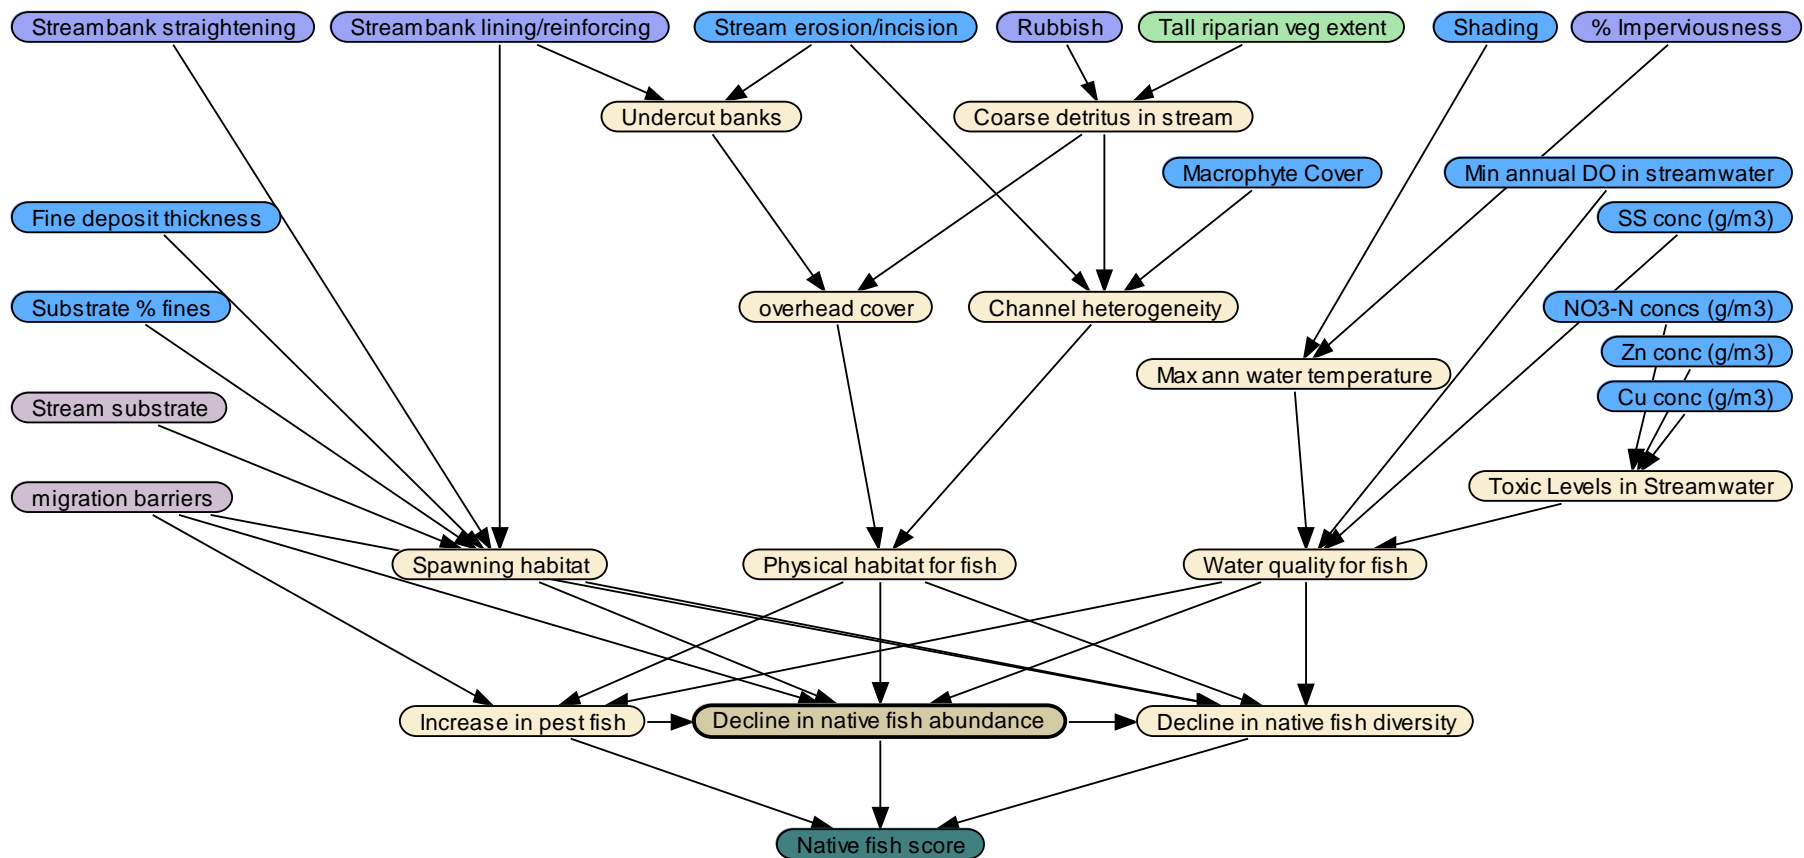 Streambank straightening
Streambank lining/reinforcing
Stream erosion/incision
Rubbish
Tall riparian veg extent
Shading
% Imperviousness
Undercut banks
Coarse detritus in stream
Macrophyte Cover
Min annual DO in streamwater
Fine deposit thickness
SS conc (g/m3)
Substrate % fines
overhead cover
Channel heterogeneity
NO3-N concs (g/m3)
Zn conc (g/m3)
Max ann water temperature
Cu conc (g/m3)
Stream substrate
migration barriers
Toxic Levels in Streamwater
Spawning habitat
Physical habitat for fish
Water quality for fish
Increase in pest fish
Decline in native fish abundance
Decline in native fish diversity
Native fish score